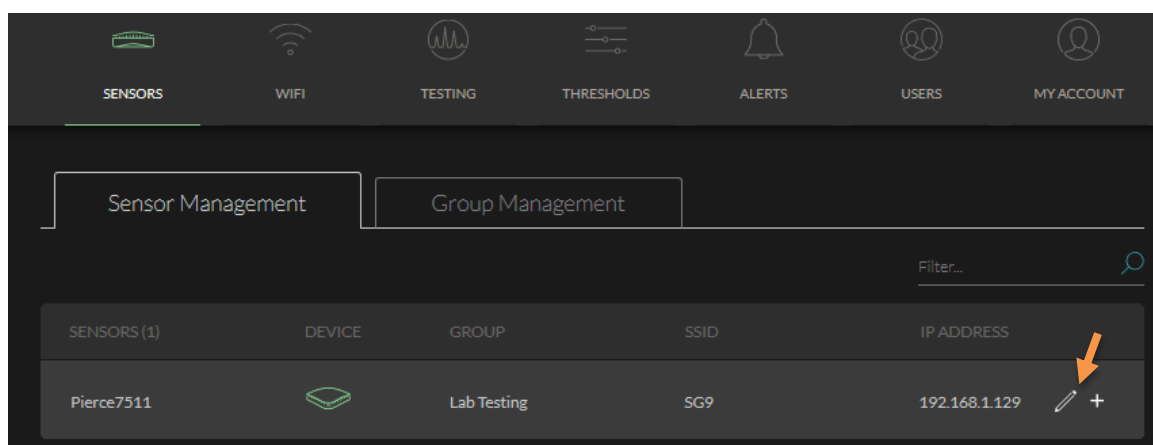 SENSORS WIFI TESTING THRESHOLDS ALERTS USERS MY ACCOUNT
Sensor Management Group Management
Filter...
SENSORS (1) DEVICE GROUP SSID IP ADDRESS
Pierce7511 Lab Testing SG9 192.168.1.129 +